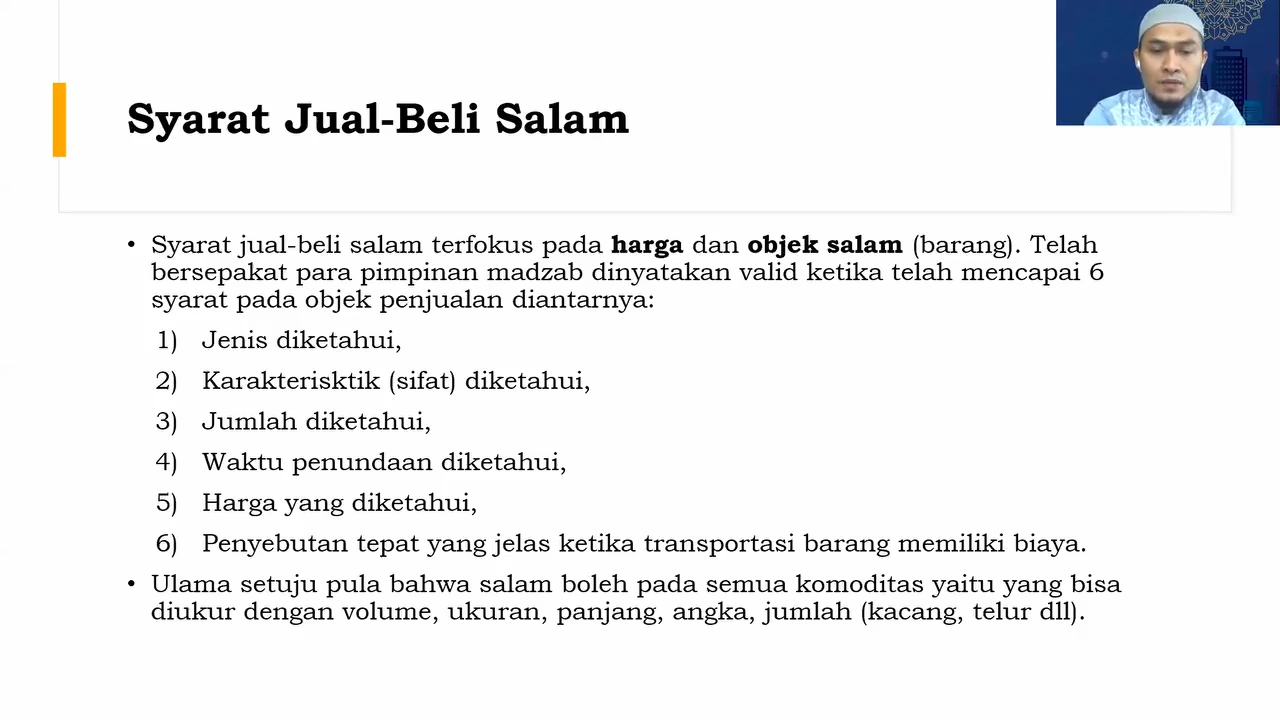 Syarat Jual-Beli Salam
• Syarat jual-beli salam terfokus pada harga dan objek salam (barang). Telah
bersepakat para pimpinan madzab dinyatakan valid ketika telah mencapai 6
syarat pada objek penjualan diantarnya:
1) Jenis diketahui,
2) Karakterisktik (sifat) diketahui,
3) Jumlah diketahui,
4) Waktu penundaan diketahui,
5) Harga yang diketahui,
6) Penyebutan tepat yang jelas ketika transportasi barang memiliki biaya.
• Ulama setuju pula bahwa salam boleh pada semua komoditas yaitu yang bisa
diukur dengan volume, ukuran, panjang, angka, jumlah (kacang, telur dll).